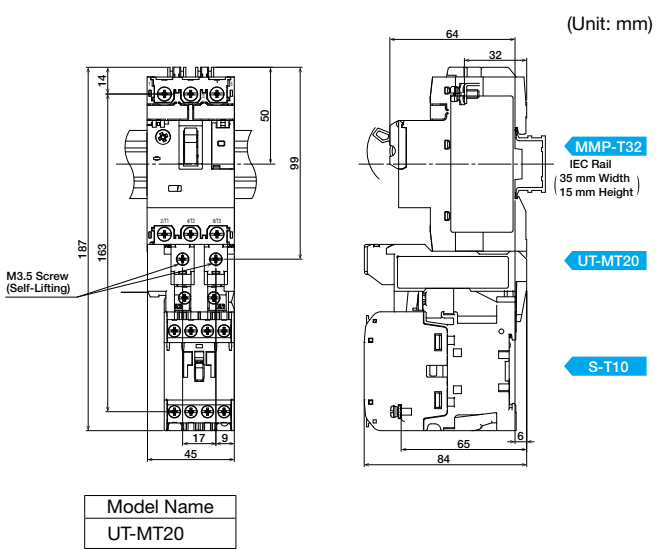 (Unit: mm)
64
32
14
50
99
MMP-T32
IEC Rail
35 mm Width
15 mm Height
2/T1 4/T2 6/T3
187
163
UT-MT20
M3.5 Screw
(Self-Lifting)
S-T10
17
9
45
6
65
84
Model Name
UT-MT20